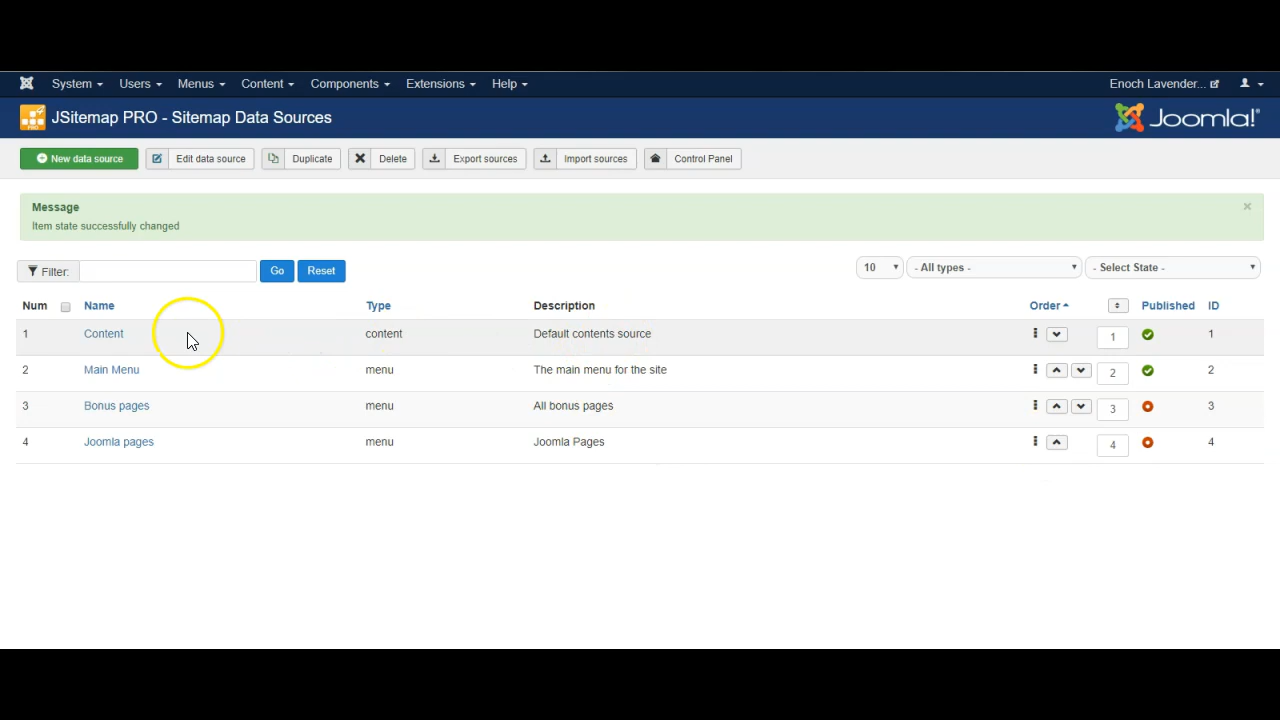 System Users Menus Content Components Extensions Help Enoch Lavender...
JSitemap PRO - Sitemap Data Sources Joomla!
New data source Edit data source Duplicate Delete Export sources Import sources Control Panel
Message ×
Item state successfully changed
Filter: Go Reset 10 - All types - - Select State -
Num Name Type Description Order Published ID
1 Content content Default contents source 1 1
2 Main Menu menu The main menu for the site 2 2
3 Bonus pages menu All bonus pages 3 3
4 Joomla pages menu Joomla Pages 4 4